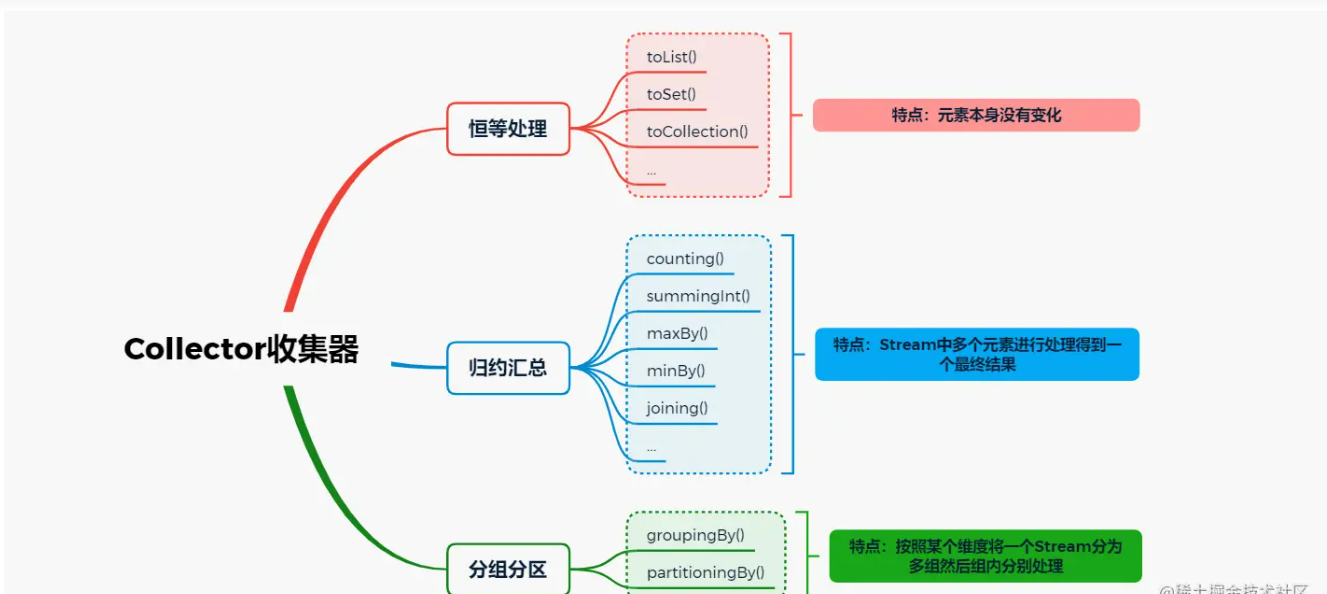 toList()
toSet()
toCollection()
...
恒等处理
特点：元素本身没有变化
counting()
summingInt()
maxBy()
minBy()
joining()
...
Collector收集器
归约汇总
特点：Stream中多个元素进行处理得到一
个最终结果
groupingBy()
partitioningBy()
分组分区
特点：按照某个维度将一个Stream分为
多组然后组内分别处理
@稀土掘金技术社区